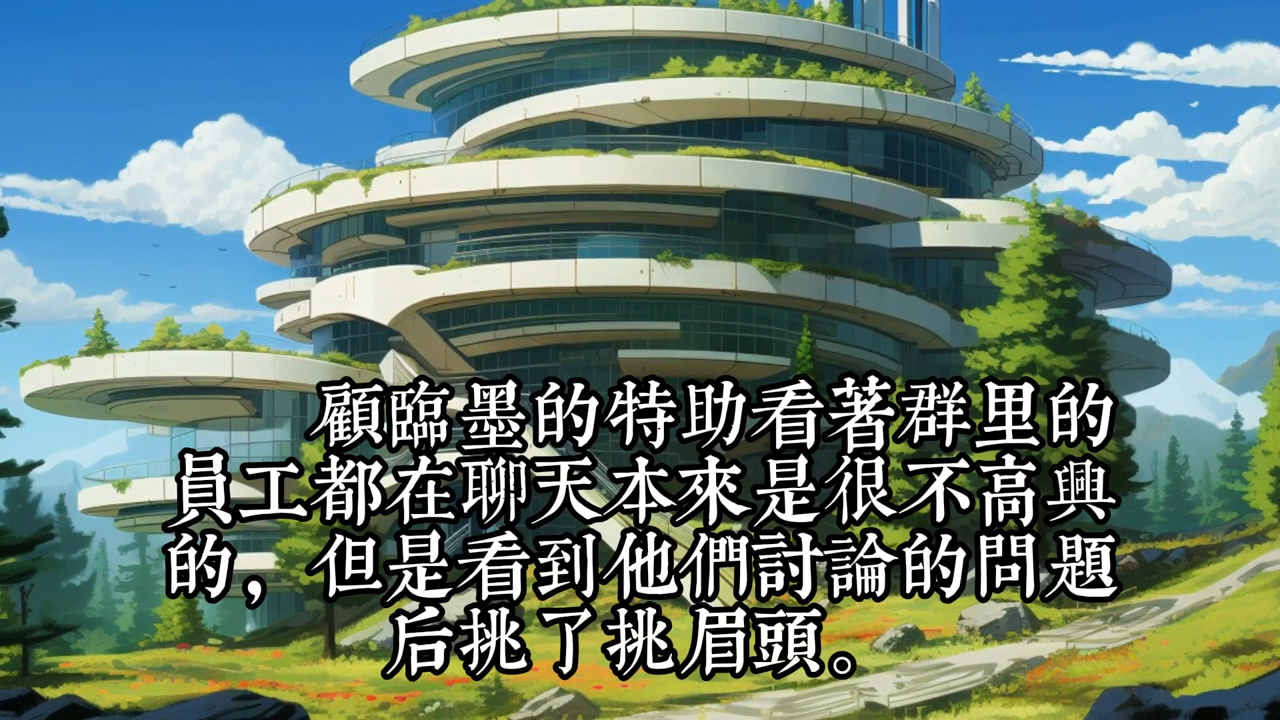 顧臨墨的特助看著群里的
員工都在聊天本來是很不高興
的，但是看到他們討論的問題
后挑了挑眉頭。